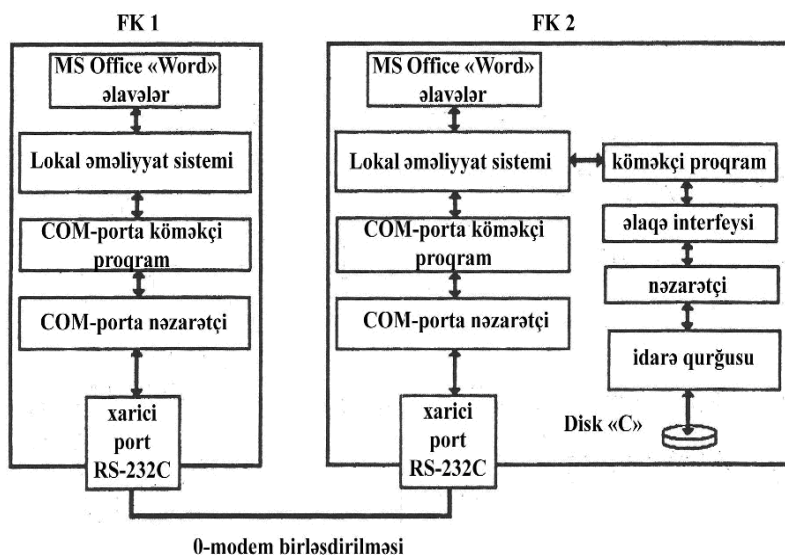 FK 1
MS Office «Word»
əlavələr
Lokal əməliyyat sistemi
COM-porta köməkçi
proqram
COM-porta nəzarətçi
xarici
port
RS-232C
FK 2
MS Office «Word»
əlavələr
Lokal əməliyyat sistemi
COM-porta köməkçi
proqram
COM-porta nəzarətçi
xarici
port
RS-232C
köməkçi proqram
əlaqə interfeysi
nəzarətçi
idarə qurğusu
Disk «C»
0-modem birləsdirilməsi